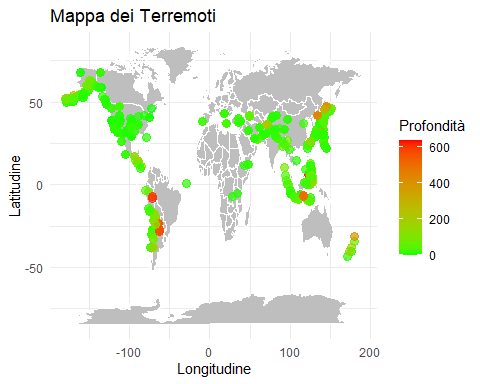 Mappa dei Terremoti
Latitudine
50
0
-50
-100
0
100
200
Longitudine
Profondità
600
400
200
0